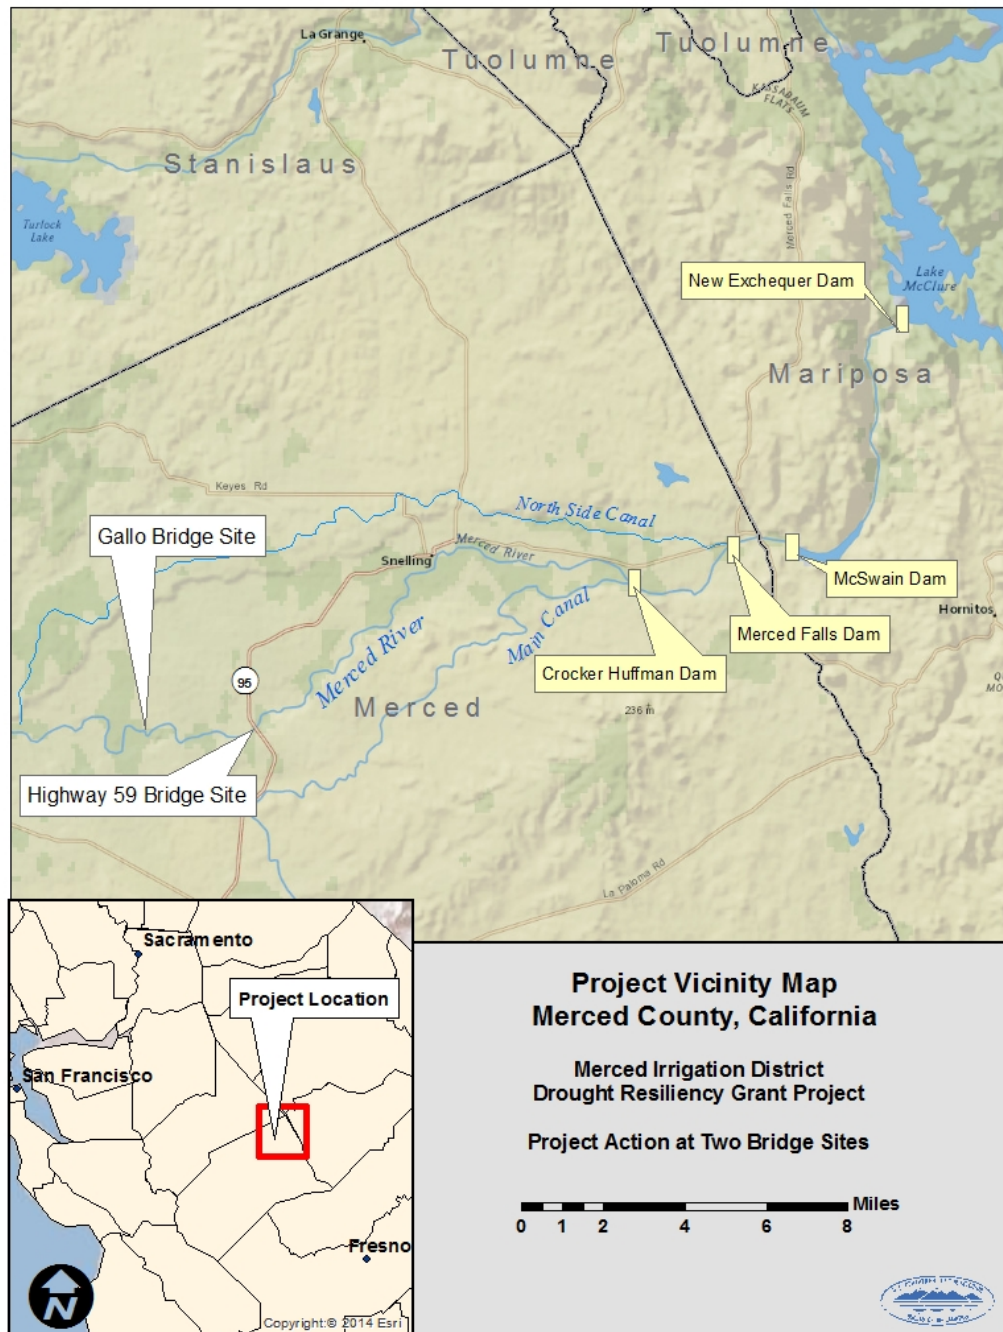 La Grange
Tuolumne
Tuolumne
KASSABAUM
FLATS
Stanislaus
Turlock
Lake
Merced Falls Rd
New Exchequer Dam
Lake
McClure
Mariposa
Keyes Rd
North Side Canal
Gallo Bridge Site
Snelling
Merced River
McSwain Dam
Hornitos
Merced Falls Dam
Main Canal
Merced River
Crocker Huffman Dam
95
Merced
236 m
Highway 59 Bridge Site
La Paloma Rd
Sacramento
Project Location
San Francisco
Fresno
N
Copyright:© 2014 Esri
Project Vicinity Map
Merced County, California
Merced Irrigation District
Drought Resiliency Grant Project
Project Action at Two Bridge Sites
Miles
0 1 2 4 6 8